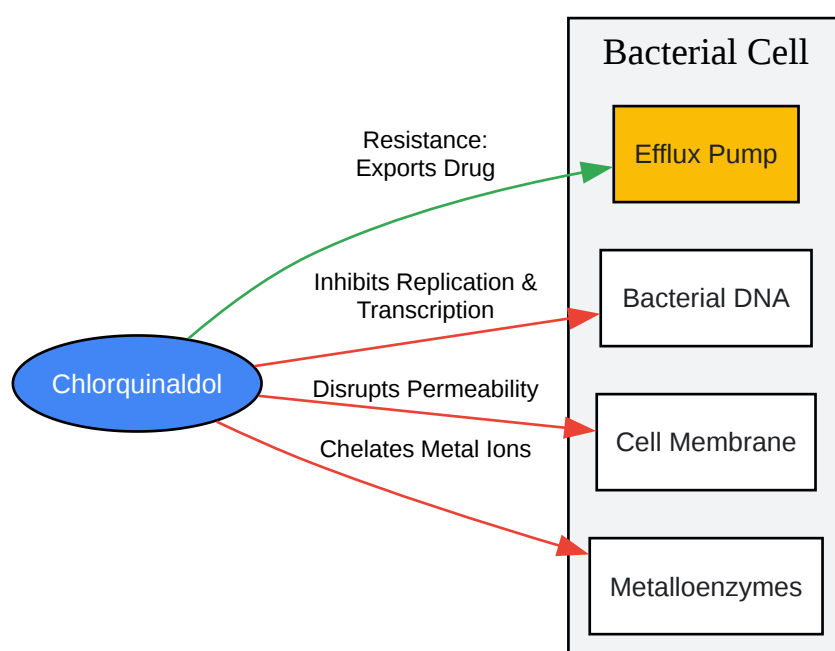 Bacterial Cell
Resistance:
Exports Drug
Efflux Pump
Inhibits Replication &
Transcription
Bacterial DNA
Chlorquinaldol
Disrupts Permeability
Cell Membrane
Chelates Metal Ions
Metalloenzymes